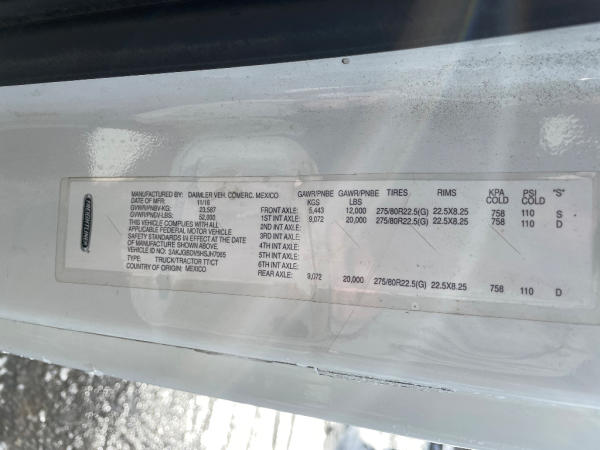 FREIGHTLINER
MANUFACTURED BY: DAIMLER VEH. COMERC. MEXICO
DATE OF MFR: 11/16
GVWR/PNBV-KG: 23,587
GVWR/PNBV-LBS: 52,000
THIS VEHICLE COMPLIES WITH ALL
APPLICABLE FEDERAL MOTOR VEHICLE
SAFETY STANDARDS IN EFFECT AT THE DATE
OF MANUFACTURE SHOWN ABOVE.
VEHICLE ID NO: 3AKJGBDV5HSJH7065
TYPE: TRUCK/TRACTOR TT/CT
COUNTRY OF ORIGIN: MEXICO
GAWR/PNBE KGS GAWR/PNBE LBS TIRES RIMS KPA COLD PSI COLD "S"
FRONT AXLE: 5,443 12,000 275/80R22.5(G) 22.5X8.25 758 110 S
1ST INT AXLE: 9,072 20,000 275/80R22.5(G) 22.5X8.25 758 110 D
2ND INT AXLE:
3RD INT AXLE:
4TH INT AXLE:
5TH INT AXLE:
6TH INT AXLE:
REAR AXLE: 9,072 20,000 275/80R22.5(G) 22.5X8.25 758 110 D